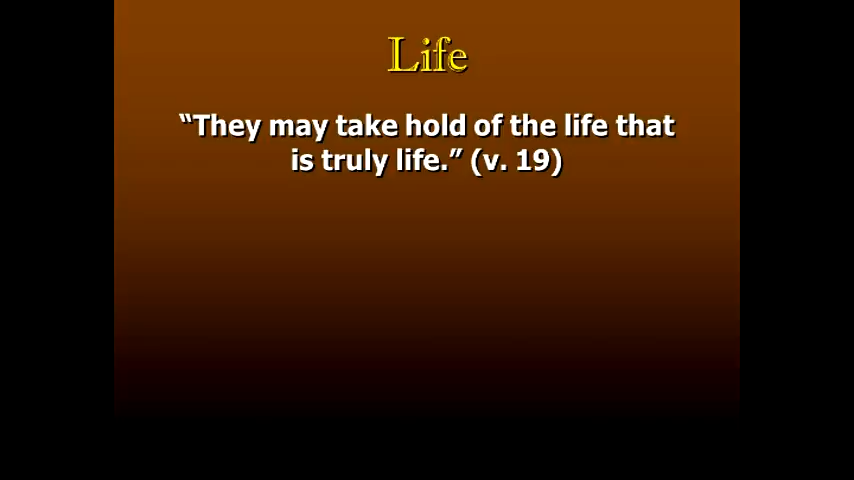 Life
“They may take hold of the life that
is truly life.” (v. 19)